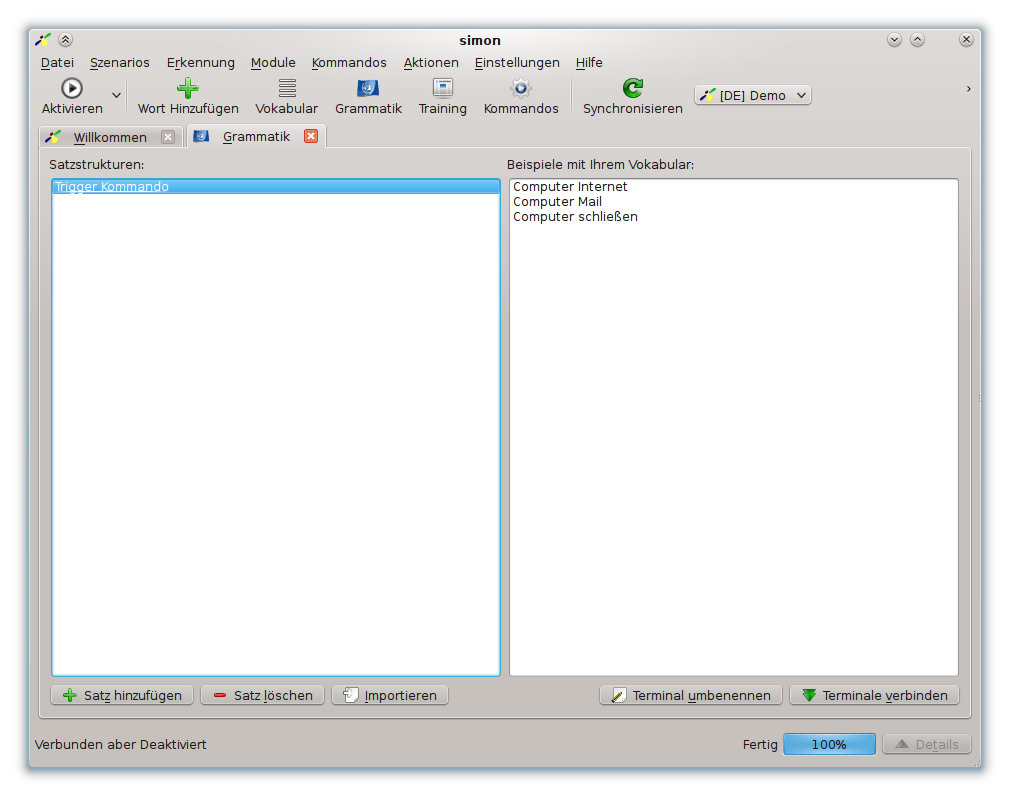 simon
Datei Szenarios Erkennung Module Kommandos Aktionen Einstellungen Hilfe
Aktivieren Wort Hinzufügen Vokabular Grammatik Training Kommandos Synchronisieren [DE] Demo
Willkommen Grammatik
Satzstrukturen:
Trigger Kommando
Beispiele mit Ihrem Vokabular:
Computer Internet
Computer Mail
Computer schließen
Satz hinzufügen Satz löschen Importieren Terminal umbenennen Terminale verbinden
Verbunden aber Deaktiviert Fertig 100% Details